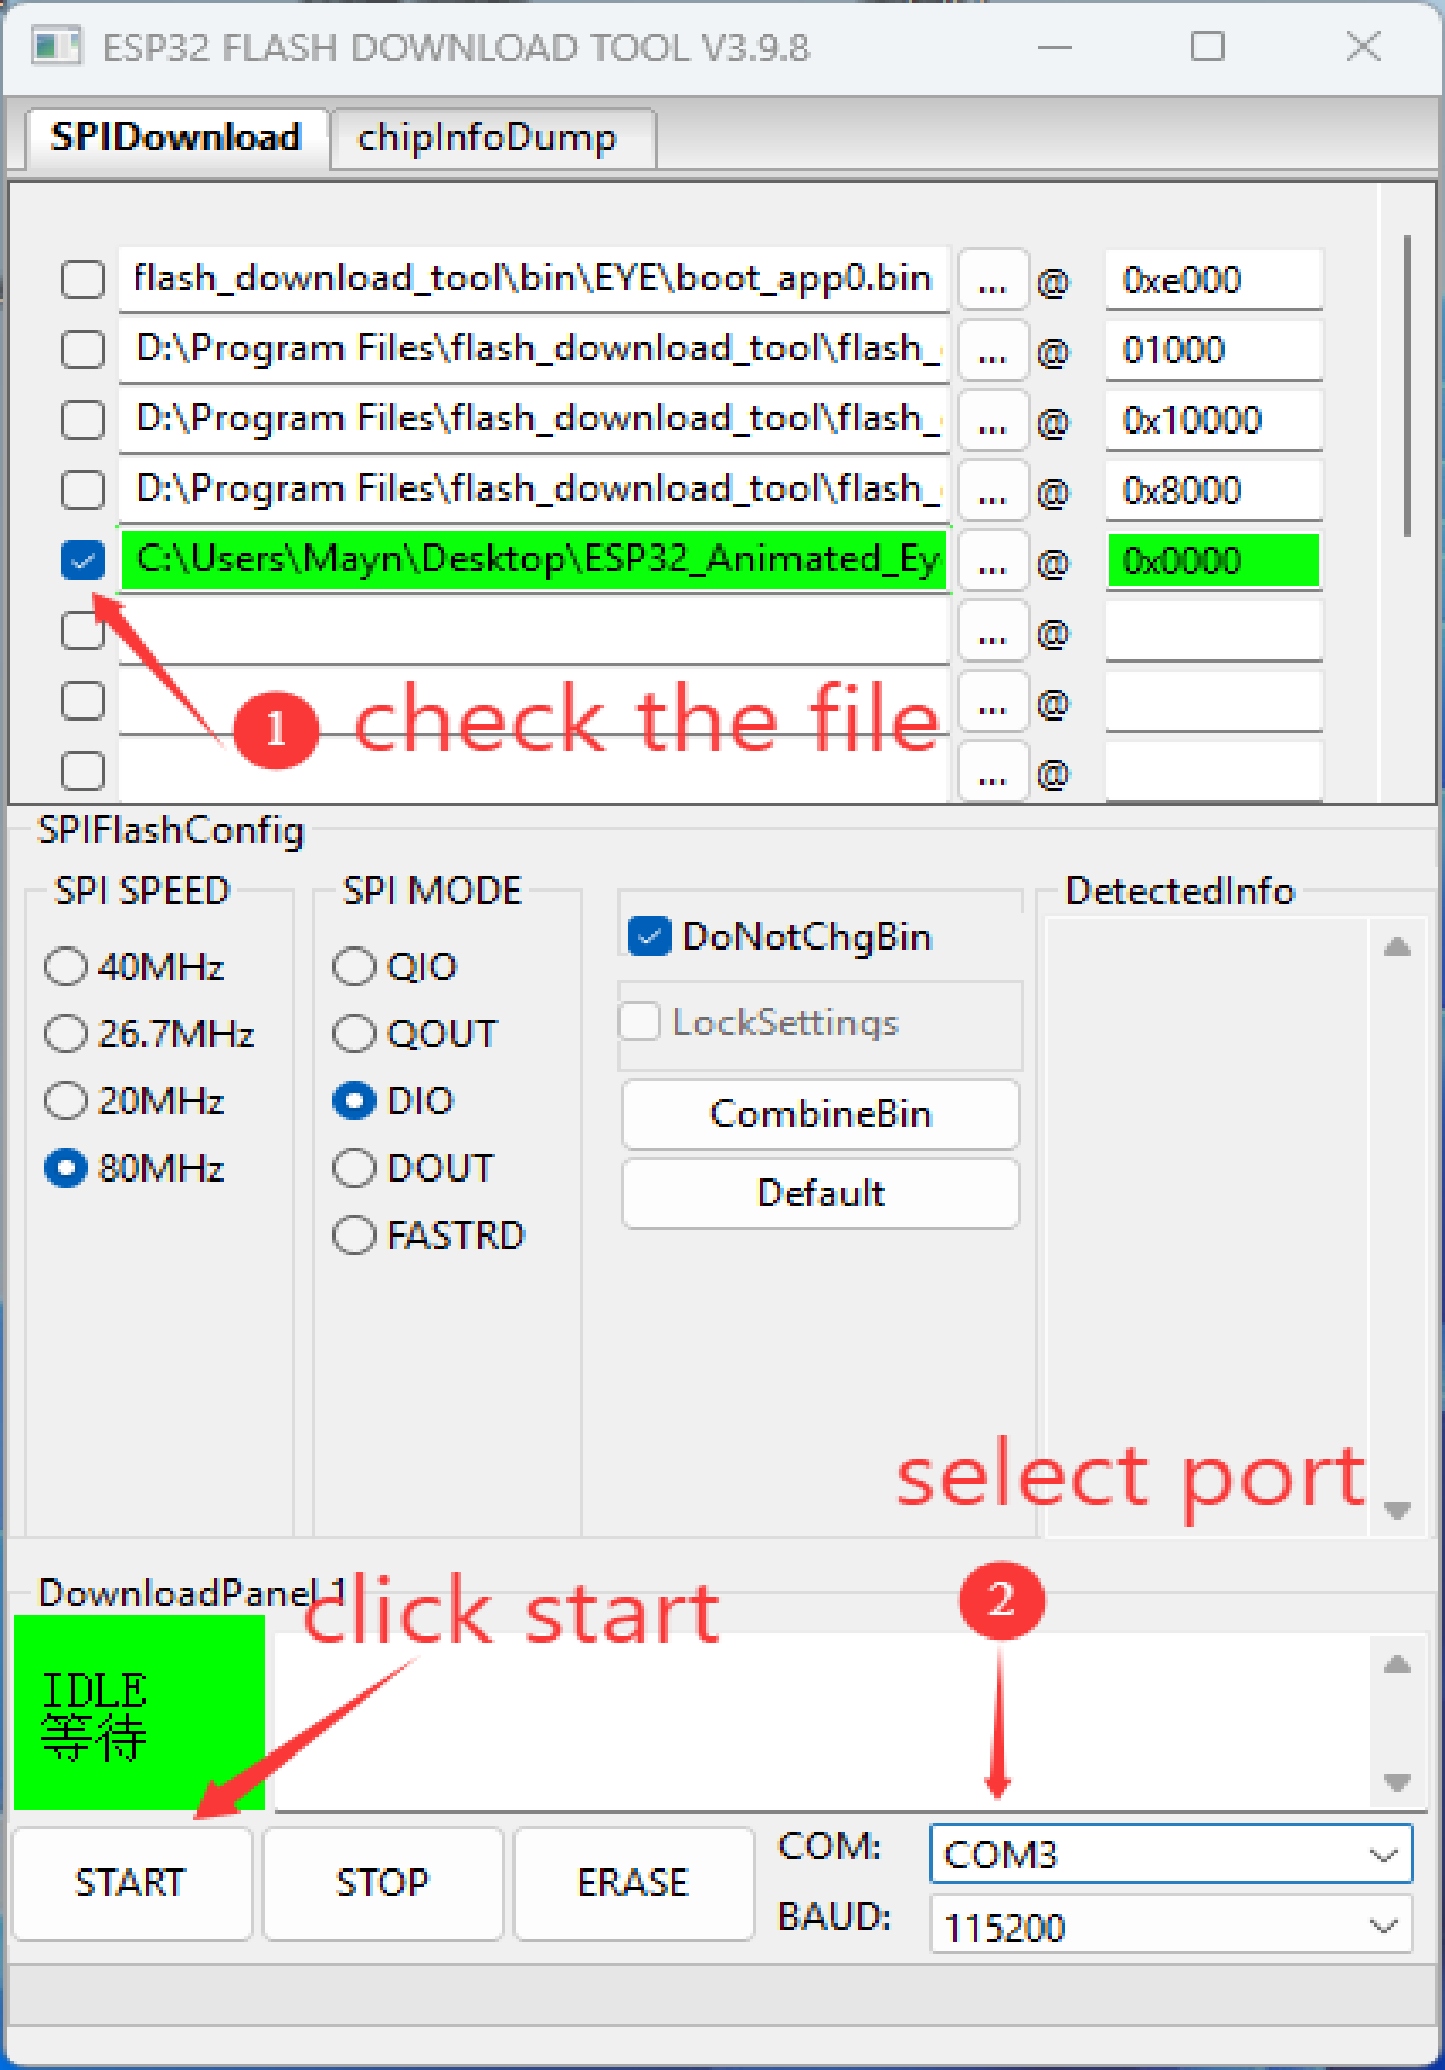 ESP32 FLASH DOWNLOAD TOOL V3.9.8
SPIDownload chipInfoDump
flash_download_tool\bin\EYE\boot_app0.bin ... @ 0xe000
D:\Program Files\flash_download_tool\flash_ ... @ 01000
D:\Program Files\flash_download_tool\flash_ ... @ 0x10000
D:\Program Files\flash_download_tool\flash_ ... @ 0x8000
C:\Users\Mayn\Desktop\ESP32_Animated_Ey ... @ 0x0000
... @
... @
1 check the file
... @
SPIFlashConfig
SPI SPEED
40MHz
26.7MHz
20MHz
80MHz
SPI MODE
QIO
QOUT
DIO
DOUT
FASTRD
DoNotChgBin
LockSettings
CombineBin
Default
DetectedInfo
select port
2
DownloadPanel 1
click start
IDLE
等待
START STOP ERASE
COM: COM3
BAUD: 115200